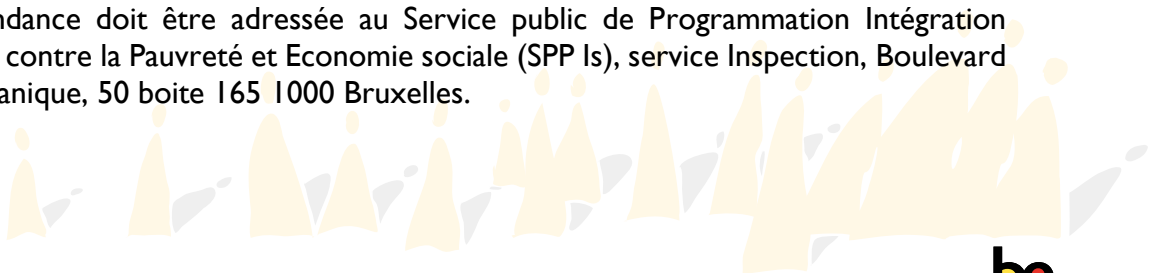 ndance doit être adressée au Service public de Programmation Intégration
contre la Pauvreté et Economie sociale (SPP Is), service Inspection, Boulevard
anique, 50 boite 165 1000 Bruxelles.
be